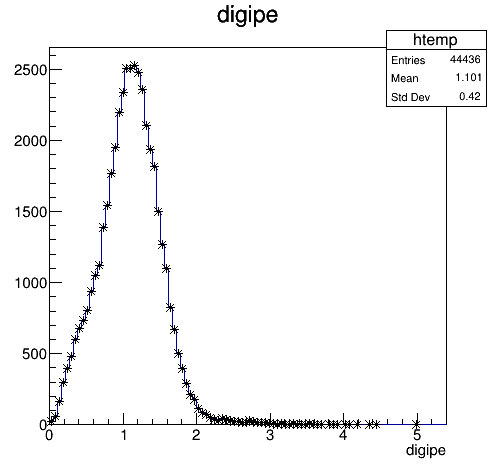 digipe
htemp
Entries 44436
Mean 1.101
Std Dev 0.42
2500
2000
1500
1000
500
0
0 1 2 3 4 5
digipe